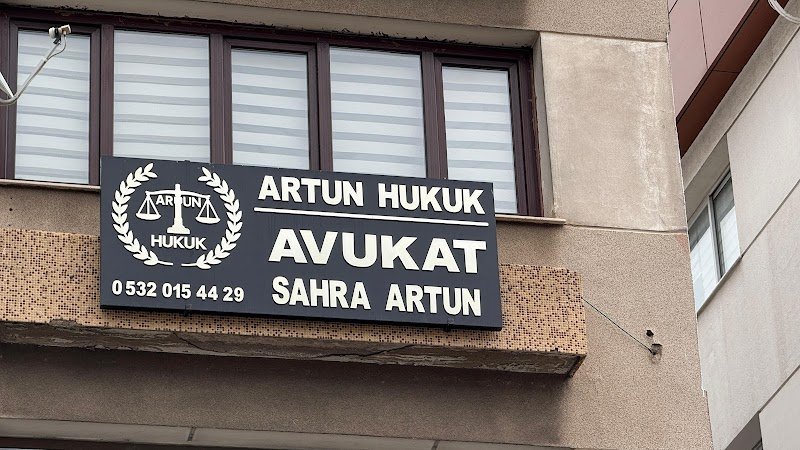 ARTUN
HUKUK
0 532 015 44 29
ARTUN HUKUK
AVUKAT
SAHRA ARTUN